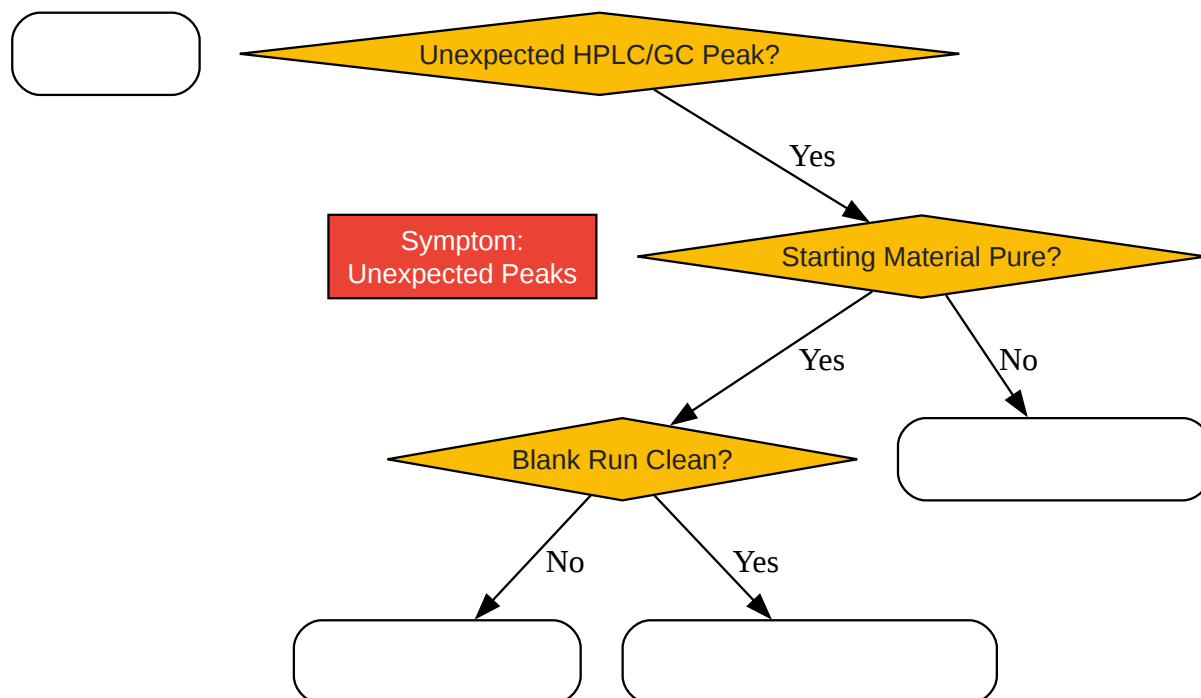 Unexpected HPLC/GC Peak?
Yes
Symptom:
Unexpected Peaks
Starting Material Pure?
Yes
No
Blank Run Clean?
No
Yes